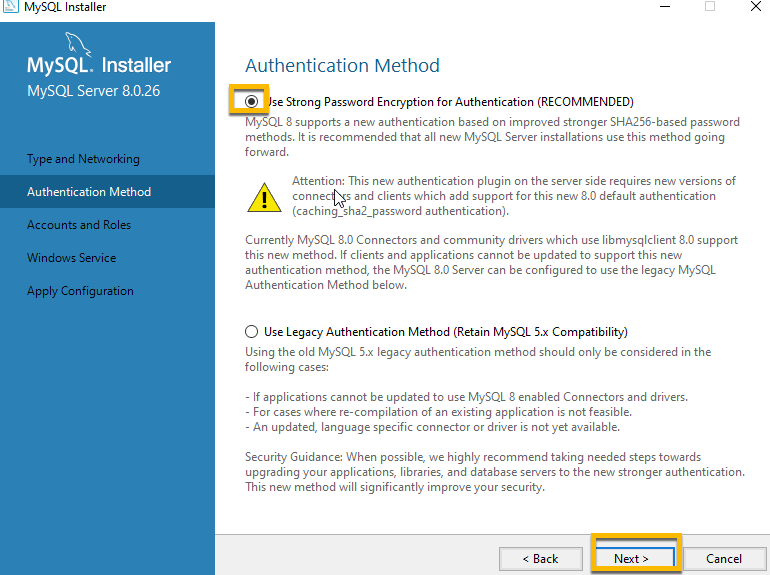 MySQL Installer
MySQL. Installer
MySQL Server 8.0.26
Type and Networking
Authentication Method
Accounts and Roles
Windows Service
Apply Configuration
Authentication Method
Use Strong Password Encryption for Authentication (RECOMMENDED)
MySQL 8 supports a new authentication based on improved stronger SHA256-based password
methods. It is recommended that all new MySQL Server installations use this method going
forward.
Attention: This new authentication plugin on the server side requires new versions of
connectors and clients which add support for this new 8.0 default authentication
(caching_sha2_password authentication).
Currently MySQL 8.0 Connectors and community drivers which use libmysqlclient 8.0 support
this new method. If clients and applications cannot be updated to support this new
authentication method, the MySQL 8.0 Server can be configured to use the legacy MySQL
Authentication Method below.
Use Legacy Authentication Method (Retain MySQL 5.x Compatibility)
Using the old MySQL 5.x legacy authentication method should only be considered in the
following cases:
- If applications cannot be updated to use MySQL 8 enabled Connectors and drivers.
- For cases where re-compilation of an existing application is not feasible.
- An updated, language specific connector or driver is not yet available.
Security Guidance: When possible, we highly recommend taking needed steps towards
upgrading your applications, libraries, and database servers to the new stronger authentication.
This new method will significantly improve your security.
< Back
Next >
Cancel